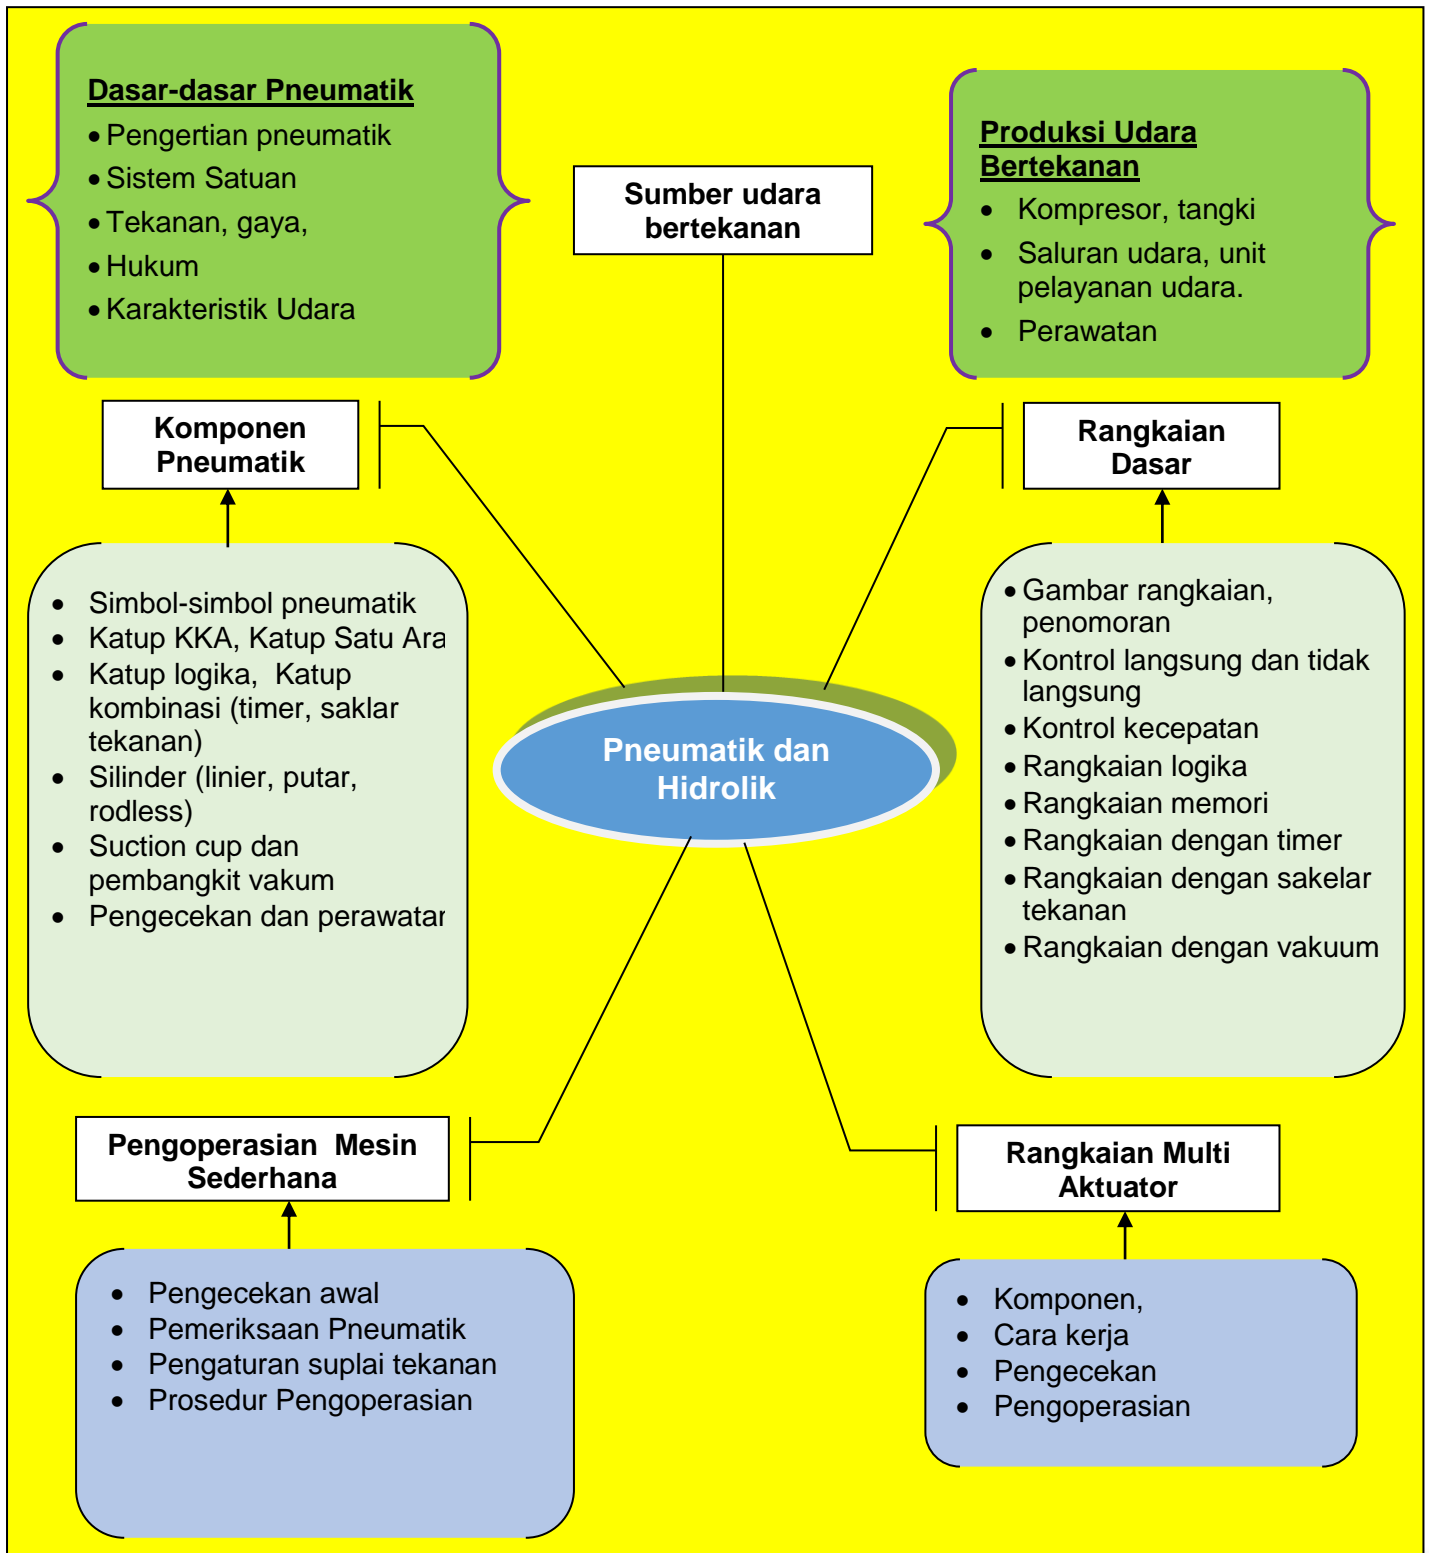 Dasar-dasar Pneumatik
• Pengertian pneumatik
• Sistem Satuan
• Tekanan, gaya,
• Hukum
• Karakteristik Udara
Sumber udara
bertekanan
Produksi Udara
Bertekanan
• Kompresor, tangki
• Saluran udara, unit
pelayanan udara.
• Perawatan
Komponen
Pneumatik
Rangkaian
Dasar
• Simbol-simbol pneumatik
• Katup KKA, Katup Satu Ara
• Katup logika, Katup
kombinasi (timer, saklar
tekanan)
• Silinder (linier, putar,
rodless)
• Suction cup dan
pembangkit vakum
• Pengecekan dan perawatan
• Gambar rangkaian,
penomoran
• Kontrol langsung dan tidak
langsung
• Kontrol kecepatan
• Rangkaian logika
• Rangkaian memori
• Rangkaian dengan timer
• Rangkaian dengan sakelar
tekanan
• Rangkaian dengan vakuum
Pneumatik dan
Hidrolik
Pengoperasian Mesin
Sederhana
Rangkaian Multi
Aktuator
• Pengecekan awal
• Pemeriksaan Pneumatik
• Pengaturan suplai tekanan
• Prosedur Pengoperasian
• Komponen,
• Cara kerja
• Pengecekan
• Pengoperasian